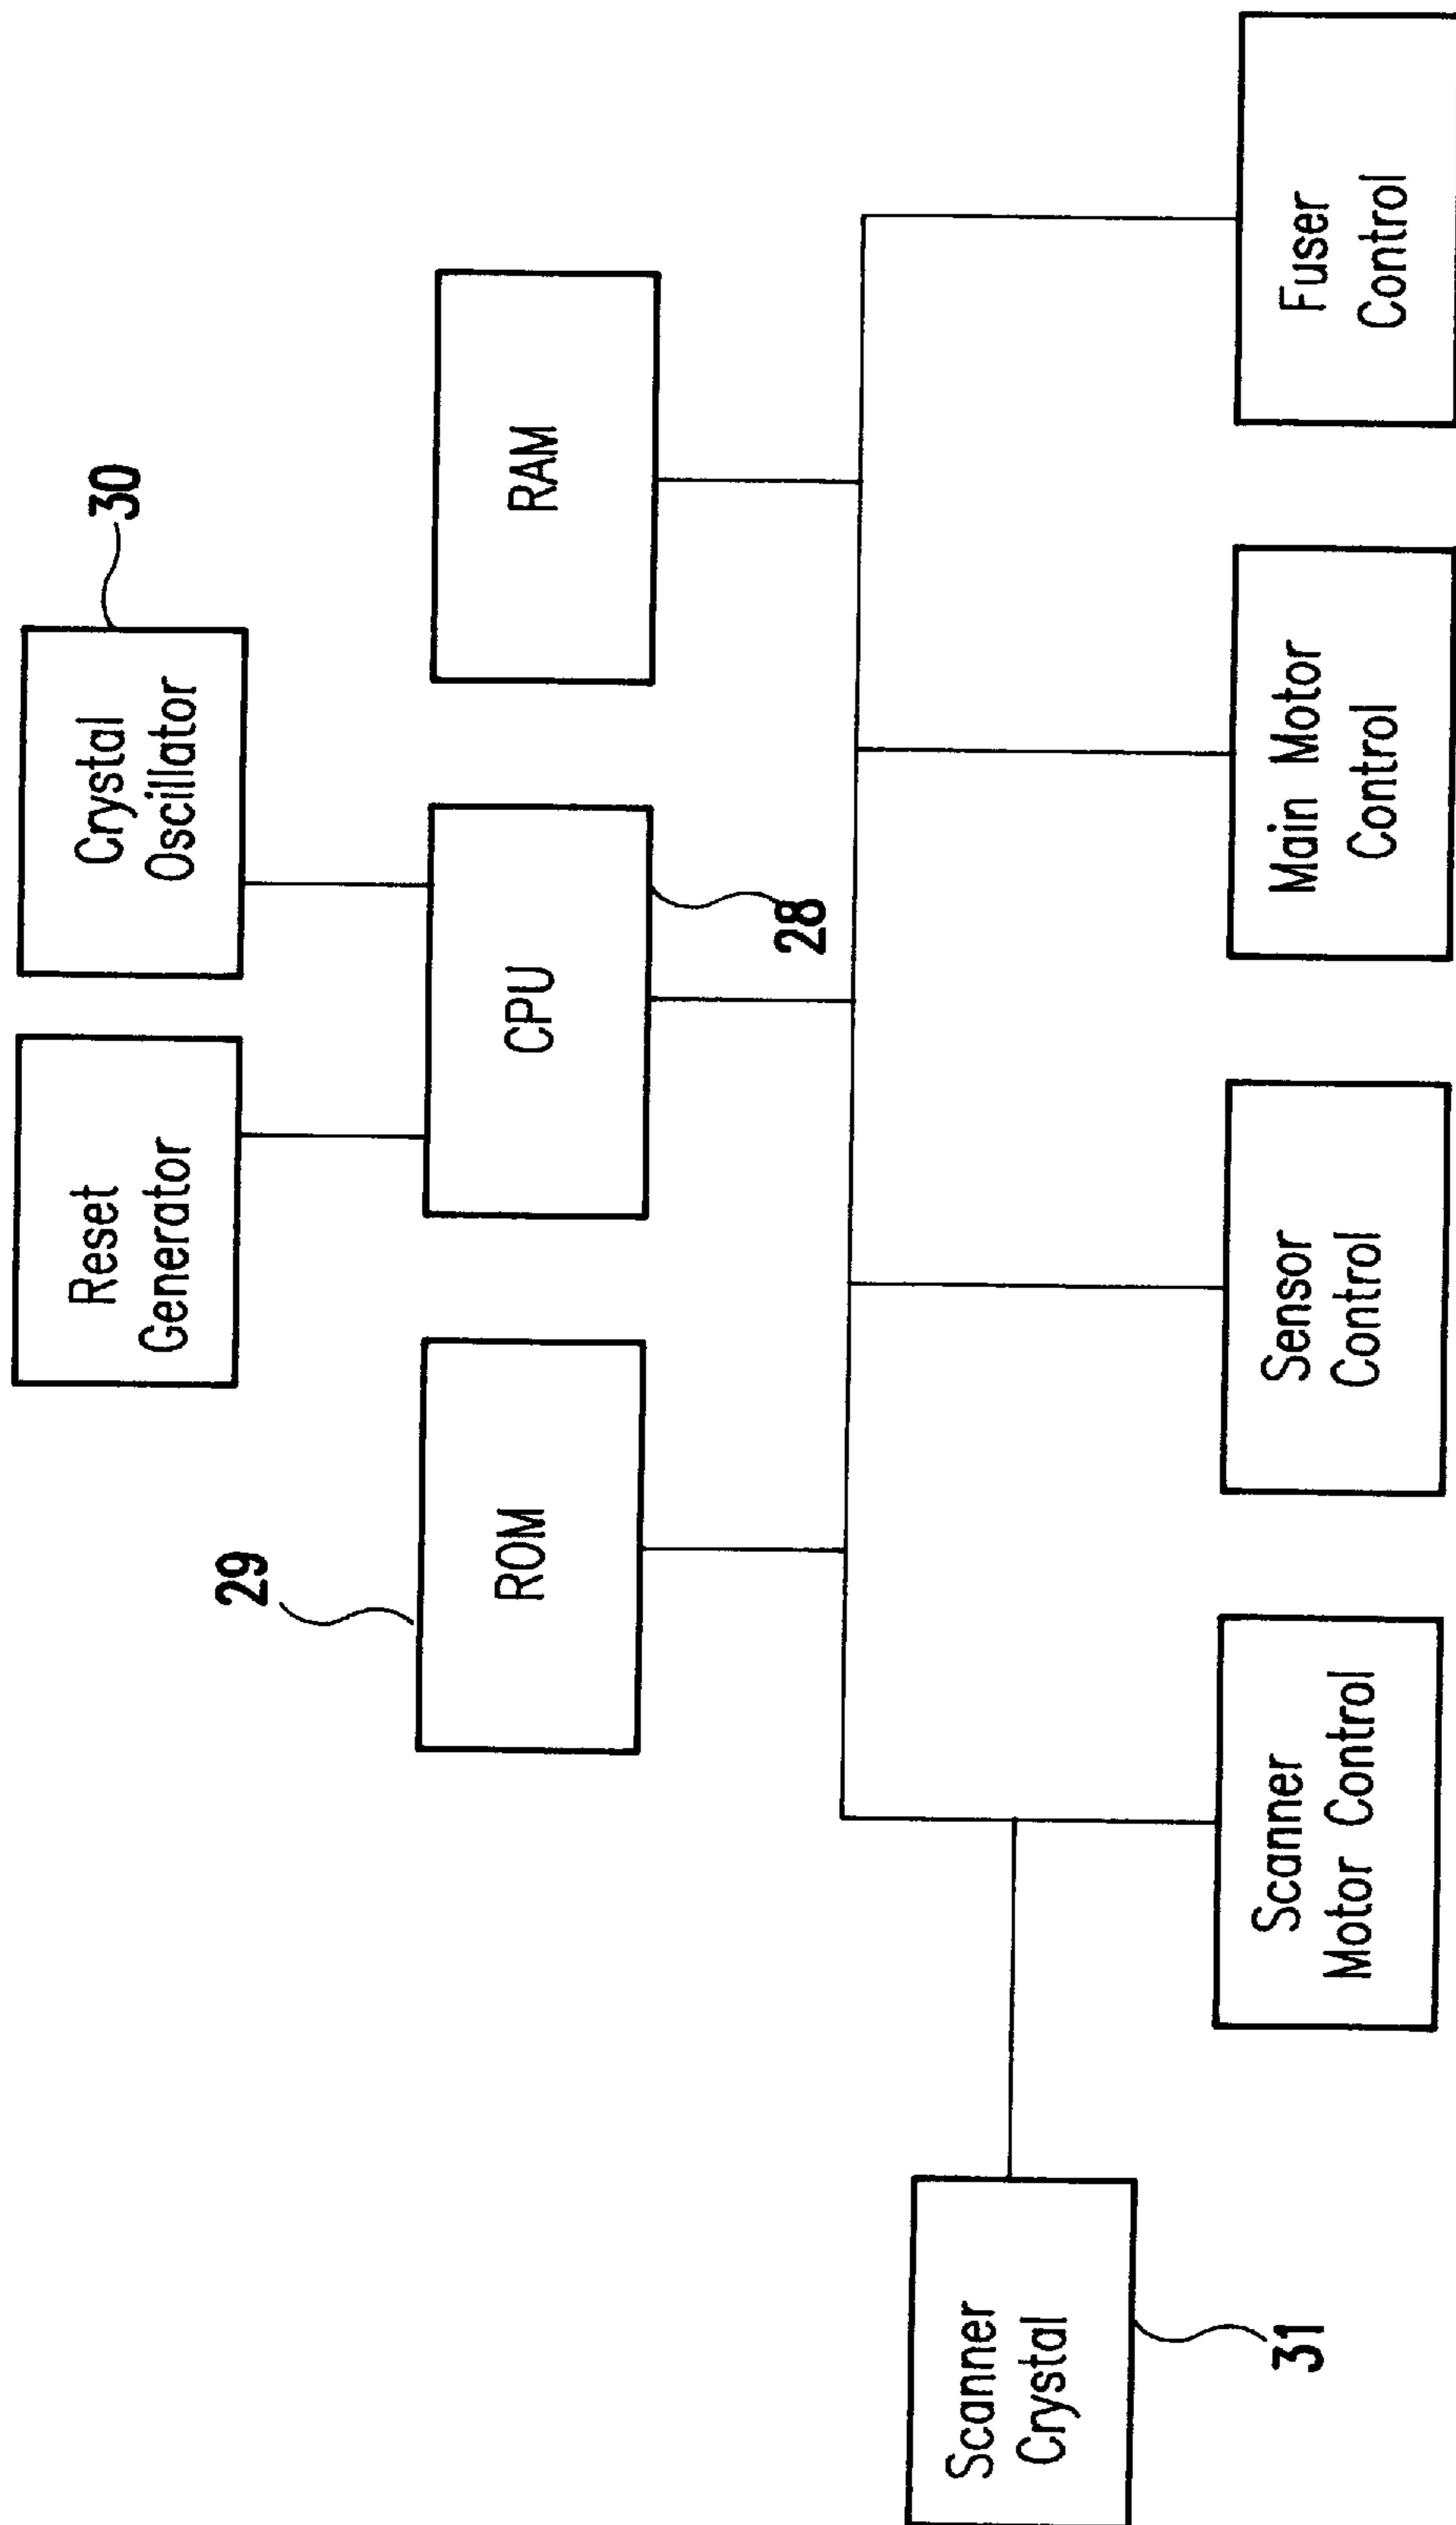 30
Reset
Generator
Crystal
Oscillator
29
ROM
CPU
RAM
28
Scanner
Crystal
31
Scanner
Motor Control
Sensor
Control
Main Motor
Control
Fuser
Control